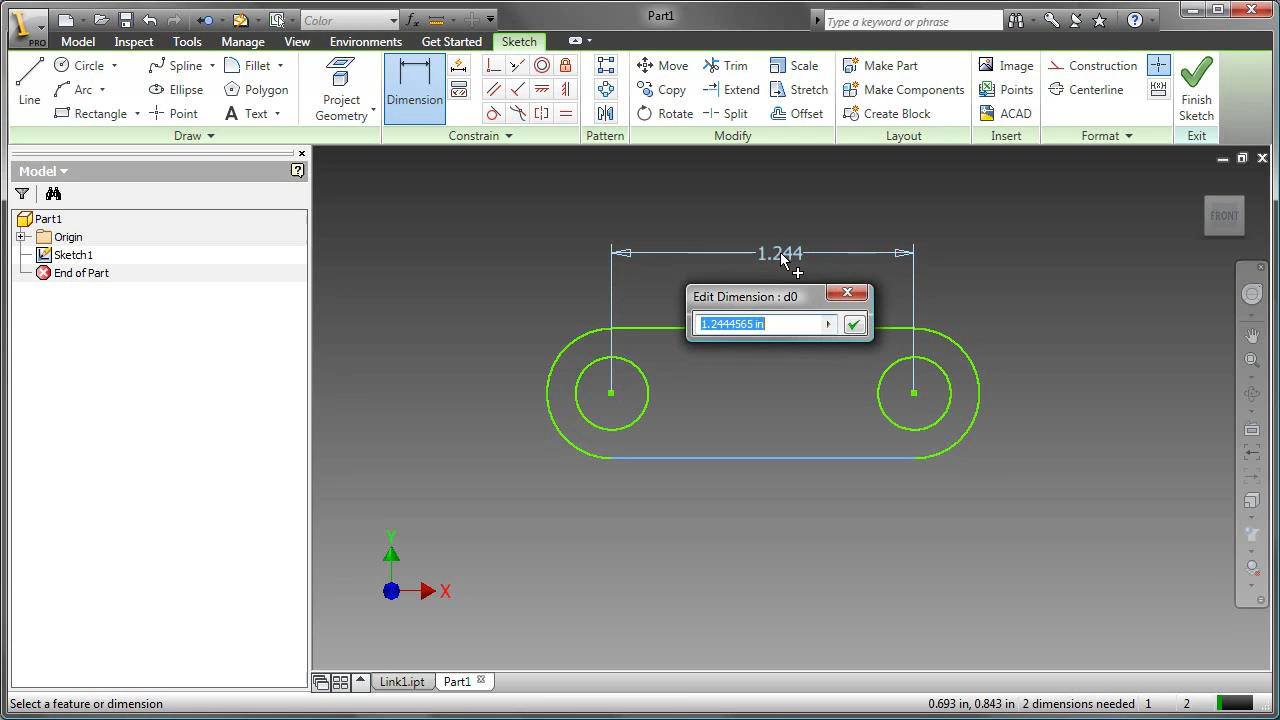 Part1
Color
Type a keyword or phrase
PRO
Model Inspect Tools Manage View Environments Get Started Sketch
Line
Circle
Arc
Rectangle
Spline
Ellipse
Point
Fillet
Polygon
Text
Draw
Project
Geometry
Dimension
Constrain
Pattern
Move
Copy
Rotate
Trim
Extend
Split
Scale
Stretch
Offset
Modify
Make Part
Make Components
Create Block
Layout
Image
Points
ACAD
Insert
Construction
Centerline
Format
Finish
Sketch
Exit
Model
Part1
Origin
Sketch1
End of Part
FRONT
1.244
Edit Dimension : d0
1.2444565 in
Y
X
Link1.ipt Part1
Select a feature or dimension 0.693 in, 0.843 in 2 dimensions needed 1 2